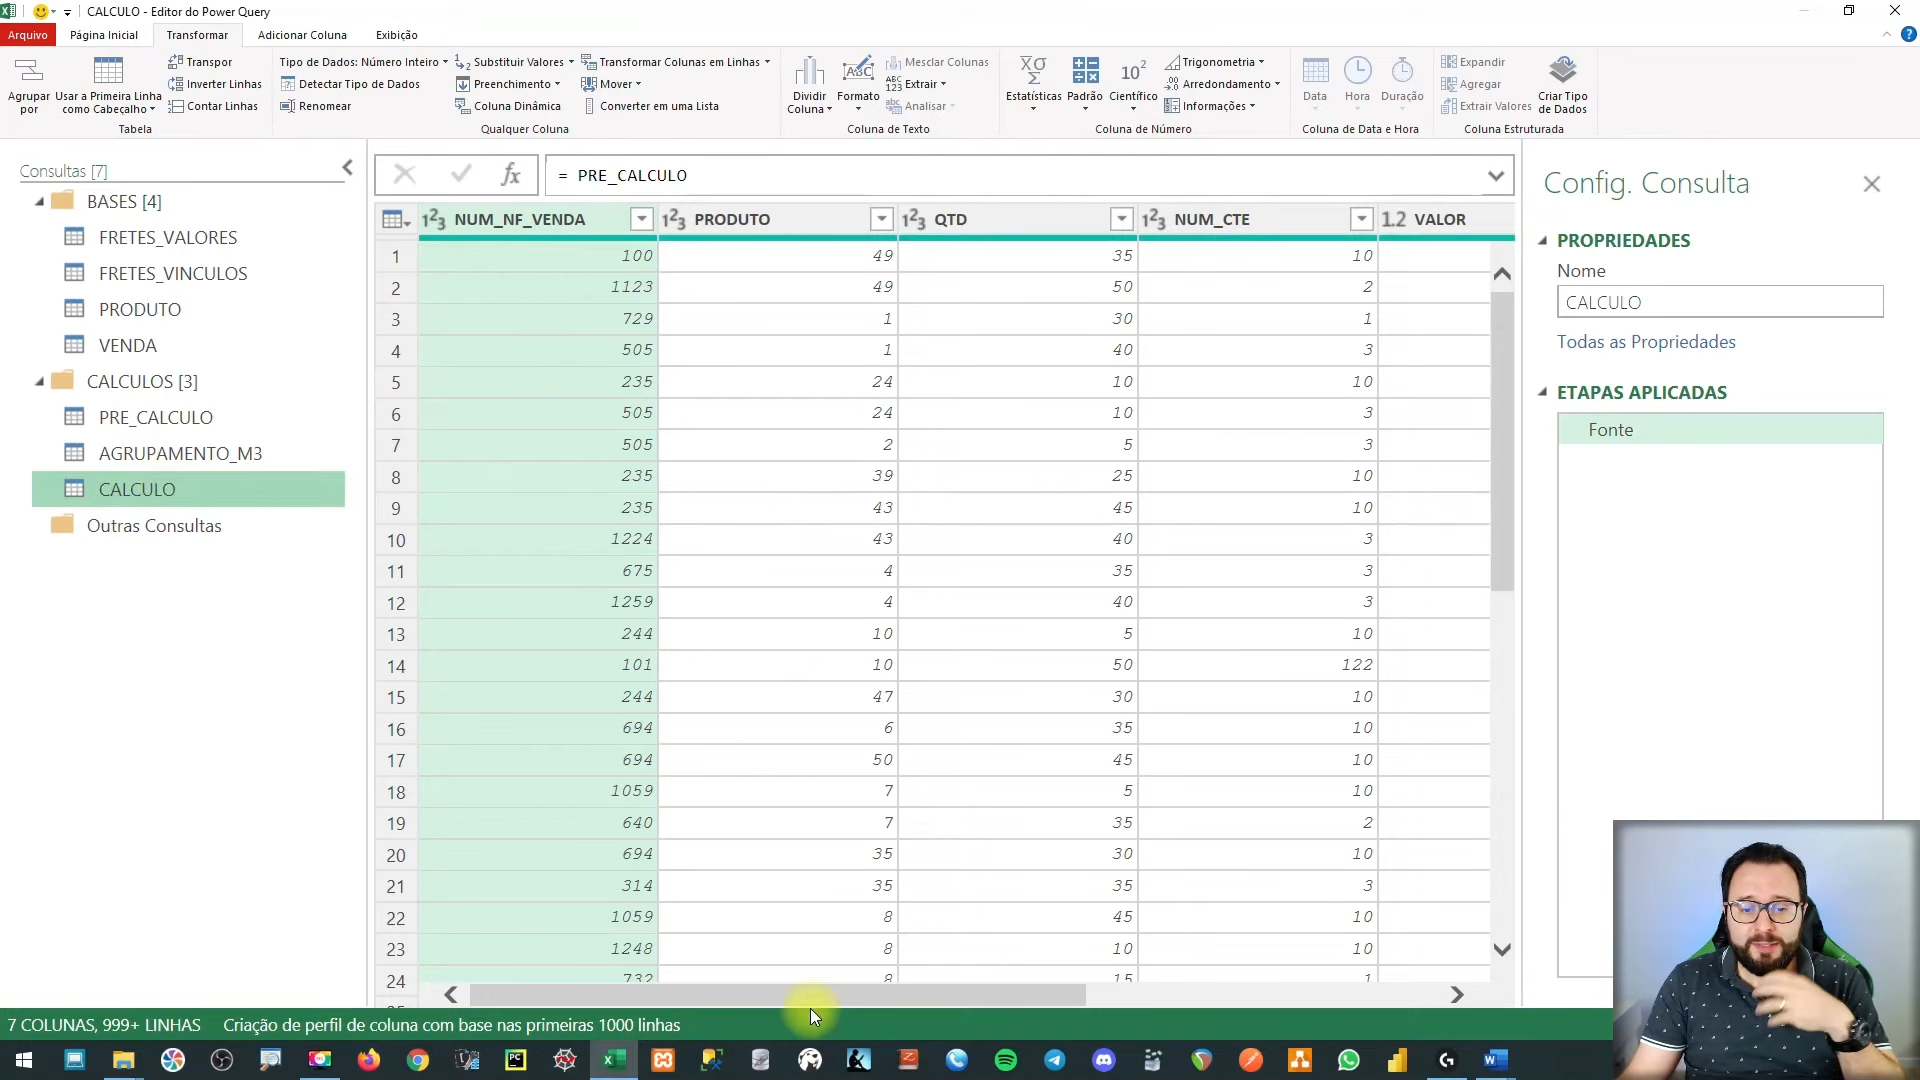 CALCULO - Editor do Power Query
Arquivo
Página Inicial
Transformar
Adicionar Coluna
Exibição
Agrupar por
Usar a Primeira Linha como Cabeçalho
Transpor
Inverter Linhas
Contar Linhas
Tabela
Tipo de Dados: Número Inteiro
Detectar Tipo de Dados
Renomear
Substituir Valores
Preenchimento
Coluna Dinâmica
Transformar Colunas em Linhas
Mover
Converter em uma Lista
Qualquer Coluna
Dividir Coluna
Formato
Mesclar Colunas
Extrair
Analisar
Coluna de Texto
Estatísticas
Padrão
Científico
Trigonometria
Arredondamento
Informações
Coluna de Número
Data
Hora
Duração
Coluna de Data e Hora
Expandir
Agregar
Extrair Valores
Criar Tipo de Dados
Coluna Estruturada
Consultas [7]
BASES [4]
FRETES_VALORES
FRETES_VINCULOS
PRODUTO
VENDA
CALCULOS [3]
PRE_CALCULO
AGRUPAMENTO_M3
CALCULO
Outras Consultas
fx = PRE_CALCULO
NUM_NF_VENDA PRODUTO QTD NUM_CTE 1.2 VALOR
1 100 49 35 10
2 1123 49 50 2
3 729 1 30 1
4 505 1 40 3
5 235 24 10 10
6 505 24 10 3
7 505 2 5 3
8 235 39 25 10
9 235 43 45 10
10 1224 43 40 3
11 675 4 35 3
12 1259 4 40 3
13 244 10 5 10
14 101 10 50 122
15 244 47 30 10
16 694 6 35 10
17 694 50 45 10
18 1059 7 5 10
19 640 7 35 2
20 694 35 30 10
21 314 35 35 3
22 1059 8 45 10
23 1248 8 10 10
24 732 8 15 1
Config. Consulta
PROPRIEDADES
Nome
CALCULO
Todas as Propriedades
ETAPAS APLICADAS
Fonte
7 COLUNAS, 999+ LINHAS Criação de perfil de coluna com base nas primeiras 1000 linhas